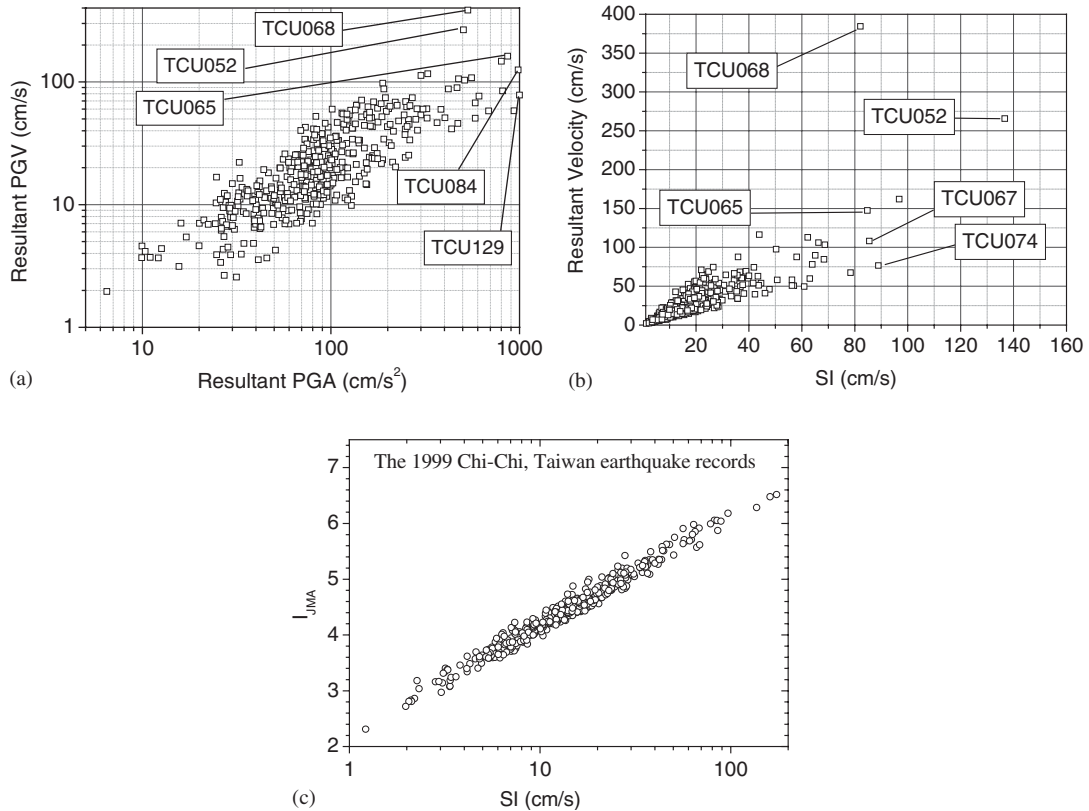 TCU068
TCU052
TCU065
TCU084
TCU129
100
10
1
10
100
1000
Resultant PGV (cm/s)
Resultant PGA (cm/s²)
(a)
400
350
300
250
200
150
100
50
0
TCU068
TCU052
TCU065
TCU067
TCU074
20
40
60
80
100
120
140
160
Resultant Velocity (cm/s)
SI (cm/s)
(b)
The 1999 Chi-Chi, Taiwan earthquake records
7
6
5
4
3
2
1
10
100
I_JMA
SI (cm/s)
(c)